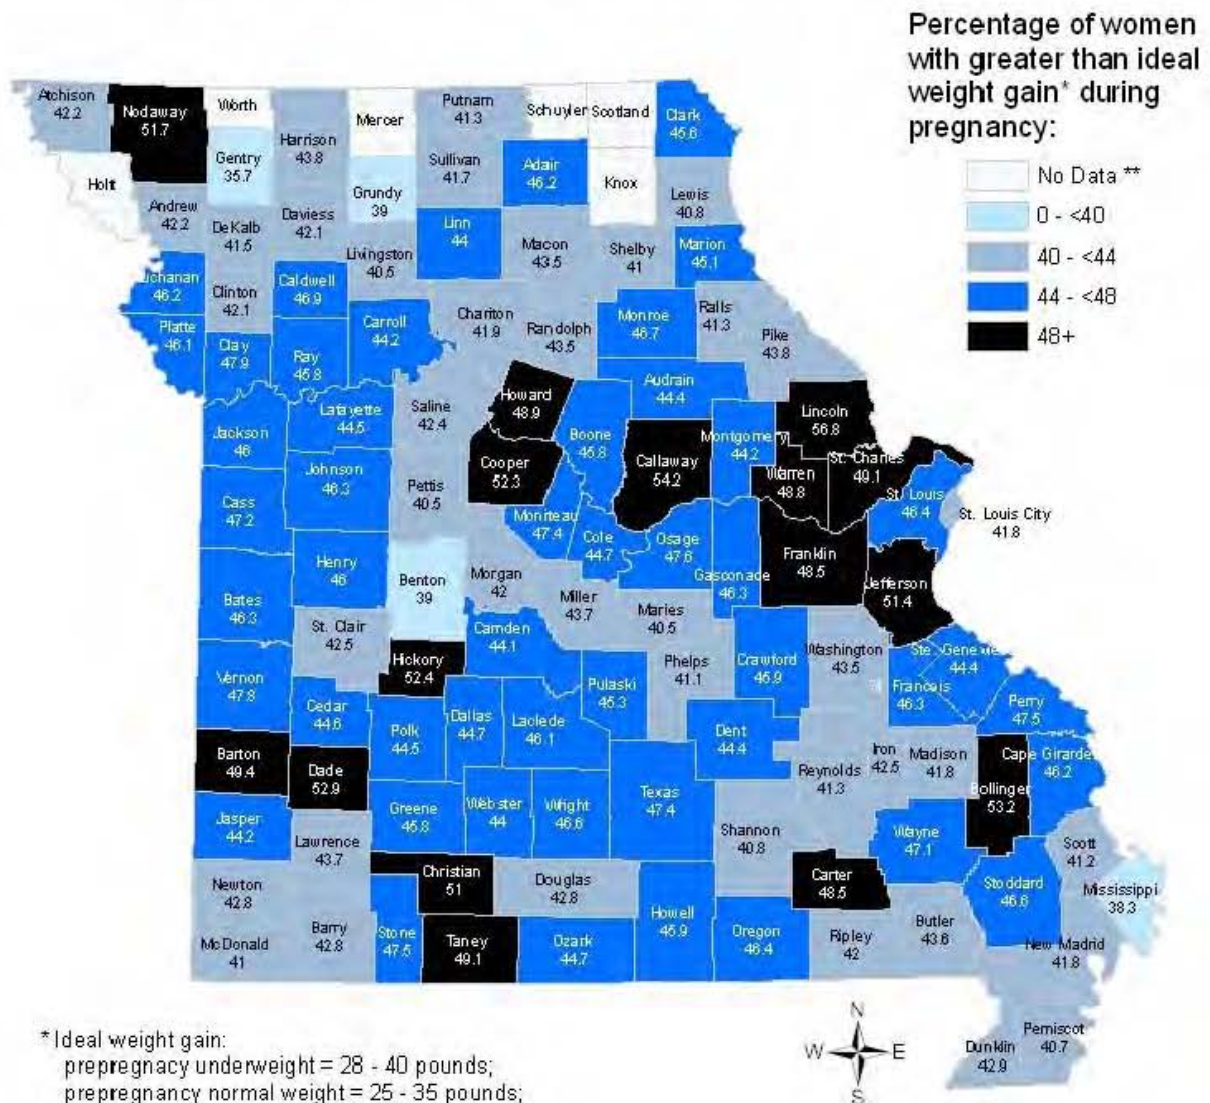 Percentage of women
with greater than ideal
weight gain* during
pregnancy:
No Data **
0 - <40
40 - <44
44 - <48
48+
Atchison
42.2
Nodaway
51.7
Worth
Gentry
35.7
Harrison
43.8
Mercer
Putnam
41.3
Schuyler
Scotland
Clark
45.6
Holt
Andrew
42.2
DeKalb
41.5
Daviess
42.1
Grundy
39
Sullivan
41.7
Adair
46.2
Knox
Lewis
40.8
Linn
44
Livingston
40.5
Macon
43.5
Shelby
41
Marion
45.1
uchanan
46.2
Clinton
42.1
Caldwell
46.9
Carroll
44.2
Chariton
41.9
Randolph
43.5
Monroe
46.7
Ralls
41.3
Pike
43.8
Platte
46.1
Clay
47.9
Ray
45.8
Audrain
44.4
Lafayette
44.5
Saline
42.4
Howard
48.9
Boone
45.8
Callaway
54.2
Montgomery
44.2
Lincoln
56.8
Jackson
46
Johnson
46.3
Cooper
52.3
Warren
48.8
St. Charles
49.1
St. Louis
46.4
St. Louis City
41.8
Cass
47.2
Pettis
40.5
Moniteau
47.4
Cole
44.7
Osage
47.6
Gasconade
46.3
Franklin
48.5
Jefferson
51.4
Henry
46
Benton
39
Morgan
42
Miller
43.7
Maries
40.5
Bates
46.3
St. Clair
42.5
Camden
44.1
Phelps
41.1
Crawford
45.9
Washington
43.5
Ste. Genevie
44.4
Hickory
52.4
Pulaski
45.3
Francois
46.3
Perry
47.5
Vernon
47.8
Cedar
44.6
Polk
44.5
Dallas
44.7
Laclede
46.1
Dent
44.4
Iron
42.5
Madison
41.8
Cape Girarde
46.2
Barton
49.4
Dade
52.9
Reynolds
41.3
Bollinger
53.2
Jasper
44.2
Greene
45.8
Webster
44
Wright
46.6
Texas
47.4
Shannon
40.8
Wayne
47.1
Scott
41.2
Lawrence
43.7
Christian
51
Douglas
42.8
Carter
48.5
Stoddard
46.6
Mississippi
38.3
Newton
42.8
Barry
42.8
Stone
47.5
Taney
49.1
Ozark
44.7
Howell
45.9
Oregon
46.4
Ripley
42
Butler
43.6
New Madrid
41.8
McDonald
41
Dunklin
42.9
Pemiscot
40.7
N
W
E
S
* Ideal weight gain:
prepregnacy underweight = 28 - 40 pounds;
prepregnancy normal weight = 25 - 35 pounds;